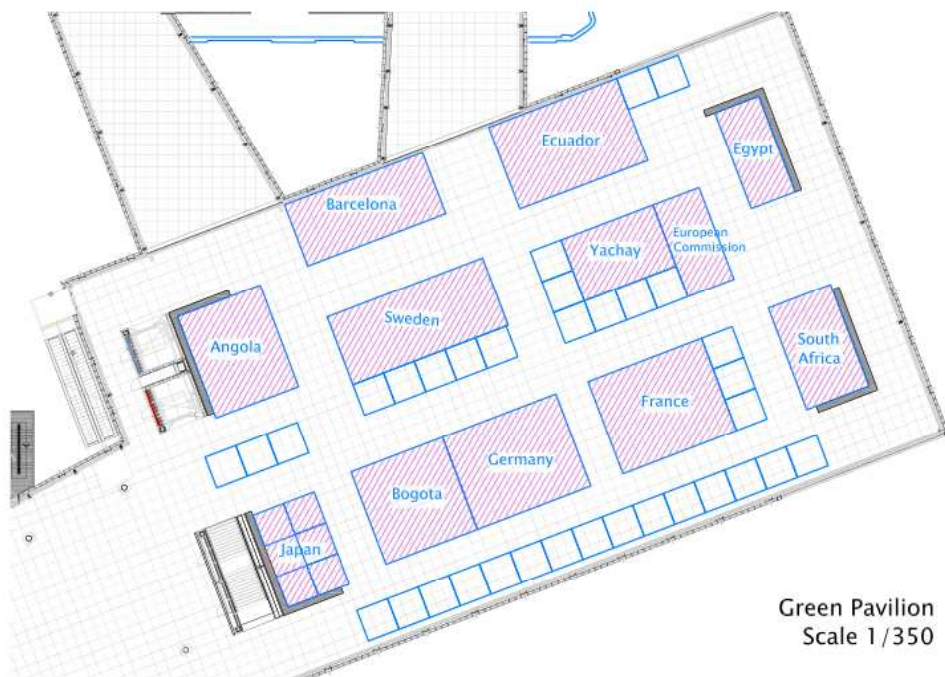 Ecuador
Egypt
Barcelona
Yachay
European
Commission
Sweden
Angola
South
Africa
France
Germany
Bogota
Japan
Green Pavilion
Scale 1/350